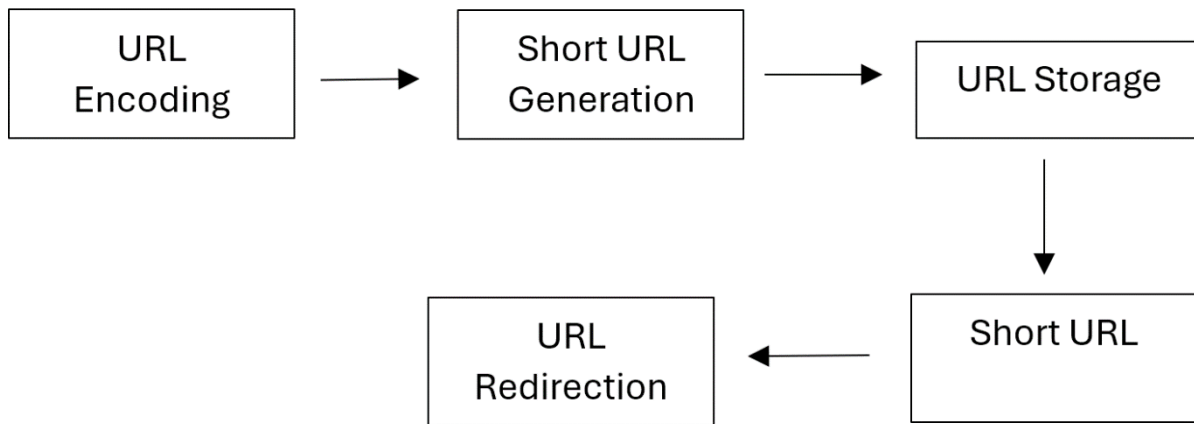 URL
Encoding
Short URL
Generation
URL Storage
Short URL
URL
Redirection